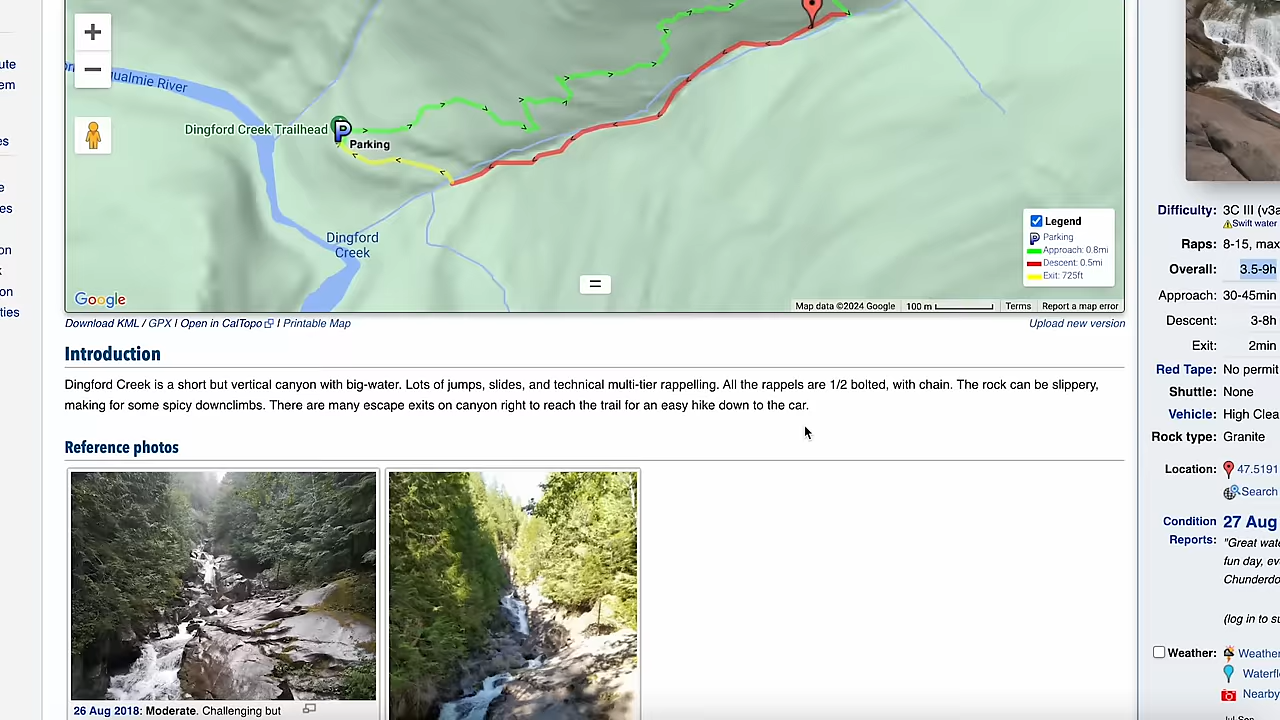 +
−
ualmie River
Dingford Creek Trailhead
P
Parking
Dingford
Creek
Legend
Parking
Approach: 0.8mi
Descent: 0.5mi
Exit: 725ft
=
Google
Map data ©2024 Google
100 m
Terms
Report a map error
Download KML / GPX | Open in CalTopo | Printable Map
Upload new version
Introduction
Dingford Creek is a short but vertical canyon with big-water. Lots of jumps, slides, and technical multi-tier rappelling. All the rappels are 1/2 bolted, with chain. The rock can be slippery,
making for some spicy downclimbs. There are many escape exits on canyon right to reach the trail for an easy hike down to the car.
Reference photos
26 Aug 2018: Moderate. Challenging but
Difficulty: 3C III (v3a
Swift water
Raps: 8-15, max
Overall: 3.5-9h
Approach: 30-45min
Descent: 3-8h
Exit: 2min
Red Tape: No permit
Shuttle: None
Vehicle: High Clea
Rock type: Granite
Location: 47.5191
Search
Condition
Reports:
27 Aug
"Great wate
fun day, ev
Chunderdo
(log in to su
Weather: Weather
Waterfl
Nearby